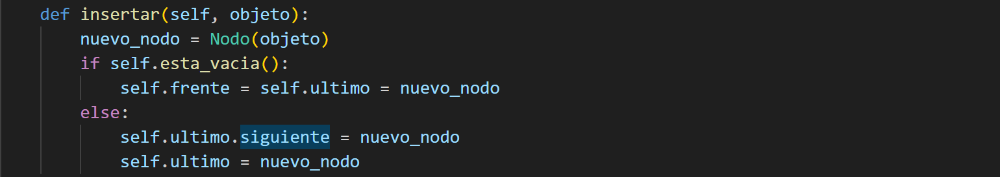 def insertar(self, objeto):
nuevo_nodo = Nodo(objeto)
if self.esta_vacia():
self.frente = self.ultimo = nuevo_nodo
else:
self.ultimo.siguiente = nuevo_nodo
self.ultimo = nuevo_nodo